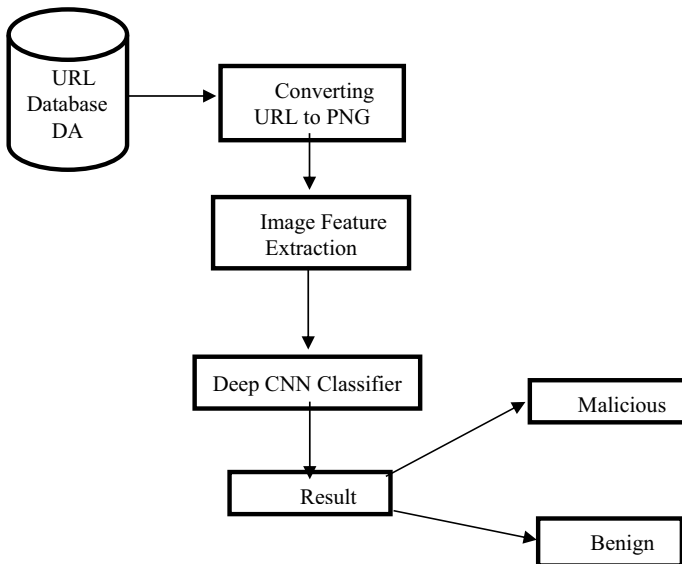 URL
Database
DA
Converting
URL to PNG
Image Feature
Extraction
Deep CNN Classifier
Result
Malicious
Benign